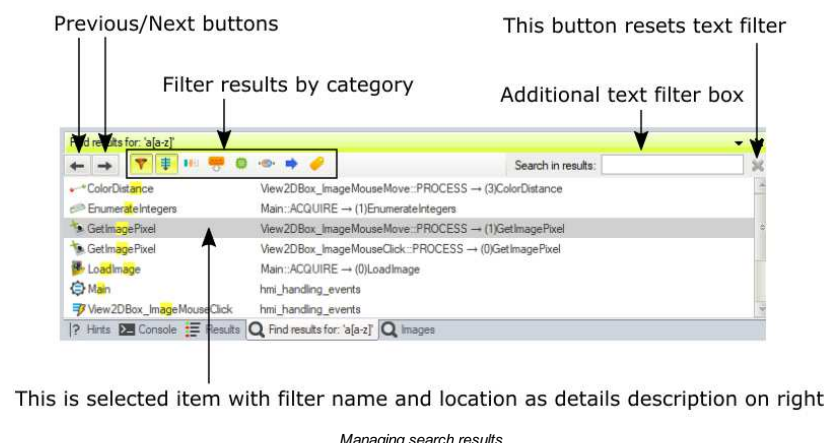 Previous/Next buttons
This button resets text filter
Filter results by category
Additional text filter box
Find results for: 'a[a-z]'
Search in results:
ColorDistance View2DBox_ImageMouseMove::PROCESS → (3)ColorDistance
EnumerateIntegers Main::ACQUIRE → (1)EnumerateIntegers
GetImagePixel View2DBox_ImageMouseMove::PROCESS → (1)GetImagePixel
GetImagePixel View2DBox_ImageMouseClick::PROCESS → (0)GetImagePixel
LoadImage Main::ACQUIRE → (0)LoadImage
Main hmi_handling_events
View2DBox_ImageMouseClick hmi_handling_events
Hints Console Results Find results for: 'a[a-z]' Images
This is selected item with filter name and location as details description on right
Managing search results